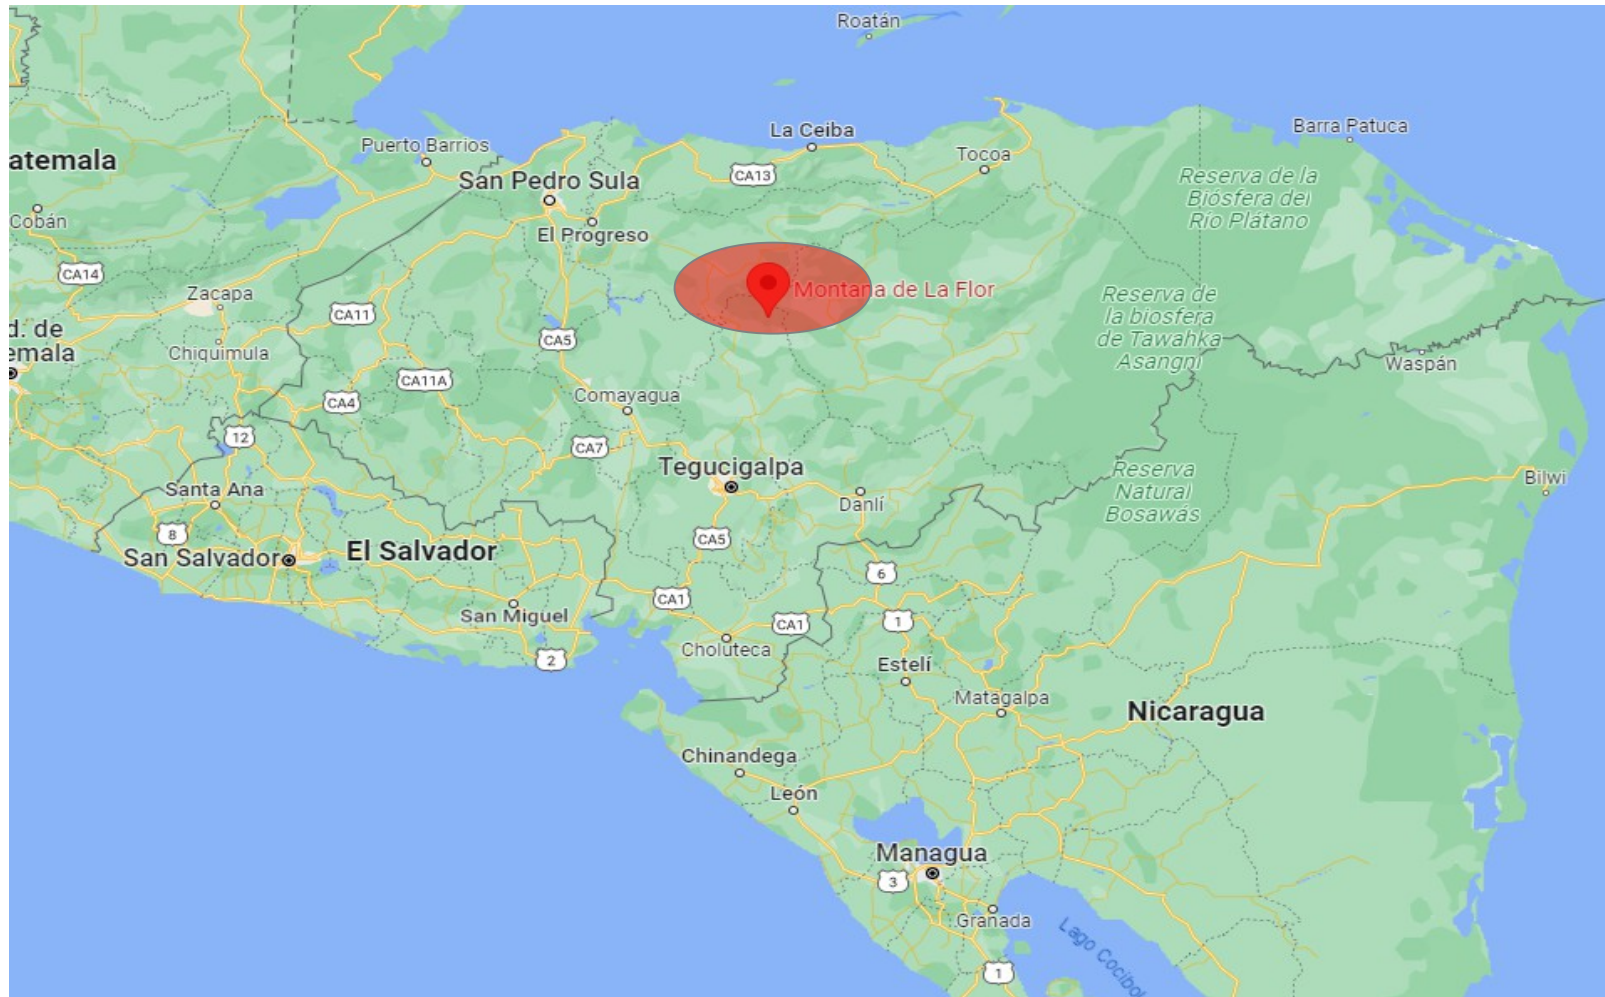 Roatán
Barra Patuca
La Ceiba
Puerto Barrios
Tocoa
atemala
CA13
San Pedro Sula
Reserva de la
Biósfera del
Río Plátano
Cobán
El Progreso
CA14
Montana de La Flor
Zacapa
Reserva de
la biosfera
de Tawahka
Asangni
CA11
d. de
emala
CA5
Chiquimula
Waspán
CA11A
Comayagua
CA4
12
CA7
Tegucigalpa
Reserva
Natural
Bosawás
Bilwi
Santa Ana
Danlí
8
CA5
San Salvador
El Salvador
6
CA1
San Miguel
CA1
1
Choluteca
2
Estelí
Matagalpa
Nicaragua
Chinandega
León
Managua
3
Granada
Lago Cocibol
1